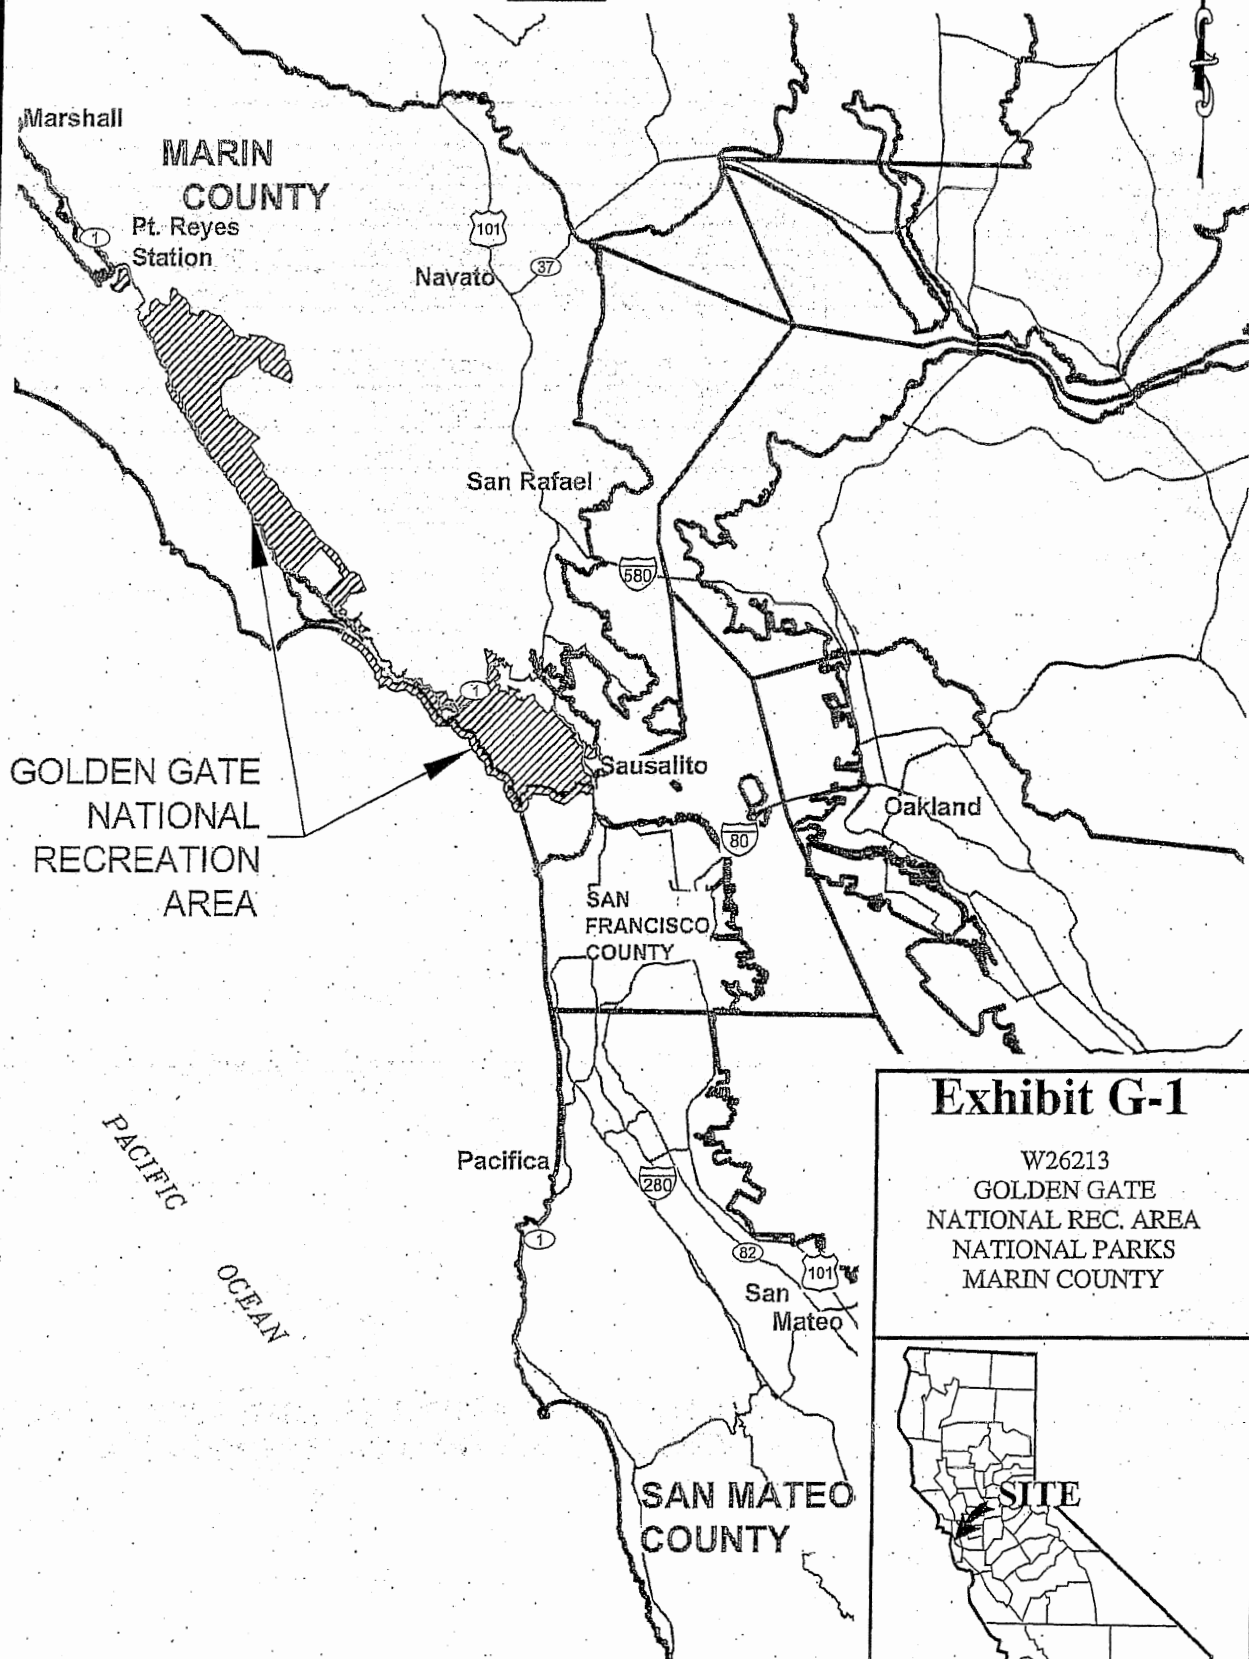 Marshall
MARIN
COUNTY
1
Pt. Reyes
Station
101
Navato
37
San Rafael
580
1
GOLDEN GATE
NATIONAL
RECREATION
AREA
Sausalito
Oakland
80
SAN
FRANCISCO
COUNTY
PACIFIC
OCEAN
Pacifica
280
1
82
101
San
Mateo
SAN MATEO
COUNTY
Exhibit G-1
W26213
GOLDEN GATE
NATIONAL REC. AREA
NATIONAL PARKS
MARIN COUNTY
SITE